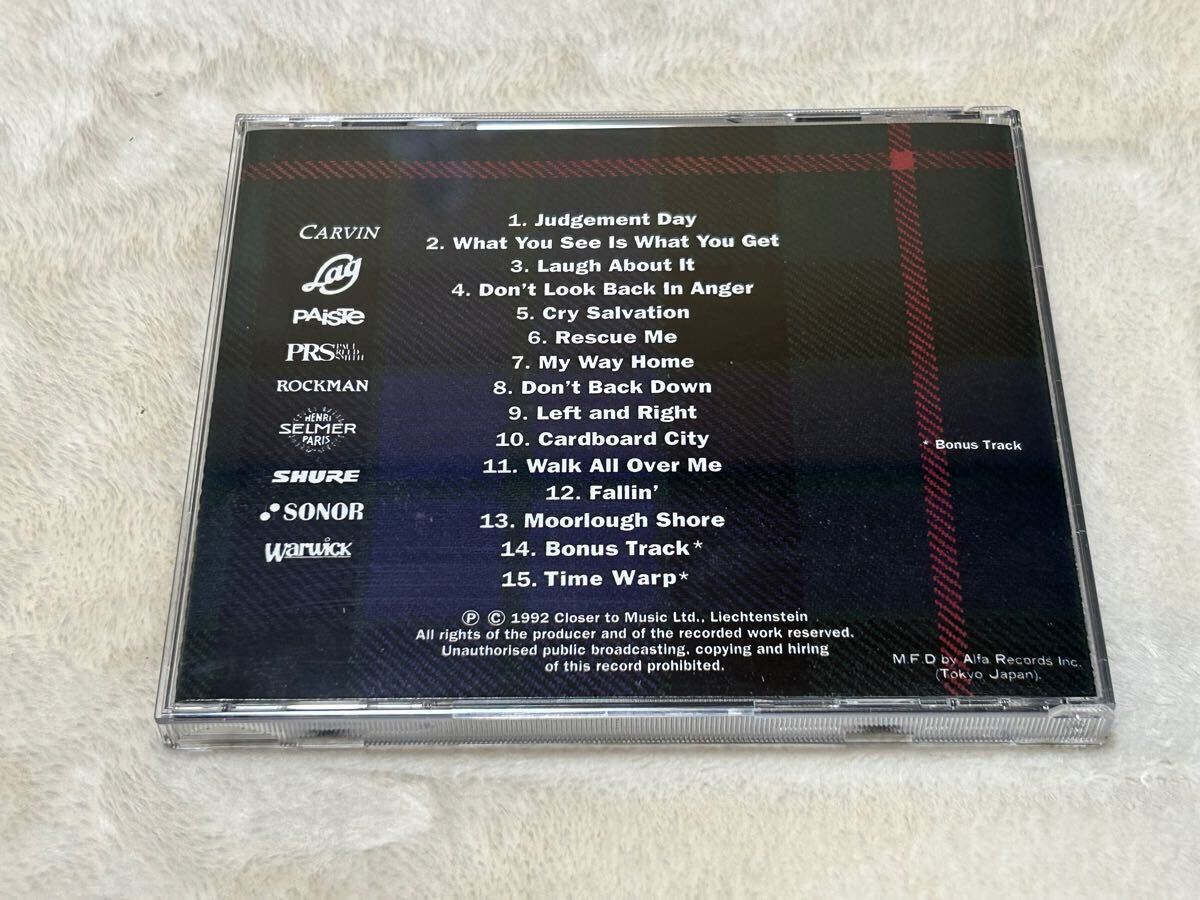 CARVIN
Lag
PAiSTe
PRS PAUL REED SMITH
ROCKMAN
HENRI
SELMER
PARIS
SHURE
SONOR
Warwick
1. Judgement Day
2. What You See Is What You Get
3. Laugh About It
4. Don't Look Back In Anger
5. Cry Salvation
6. Rescue Me
7. My Way Home
8. Don't Back Down
9. Left and Right
10. Cardboard City
11. Walk All Over Me
12. Fallin'
13. Moorlough Shore
14. Bonus Track*
15. Time Warp*
* Bonus Track
Ⓟ © 1992 Closer to Music Ltd., Liechtenstein
All rights of the producer and of the recorded work reserved.
Unauthorised public broadcasting, copying and hiring
of this record prohibited.
M.F.D by Alfa Records Inc.
(Tokyo Japan).